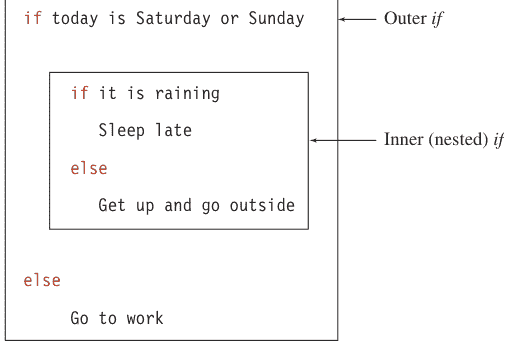 if today is Saturday or Sunday
Outer if
if it is raining
Sleep late
Inner (nested) if
else
Get up and go outside
else
Go to work